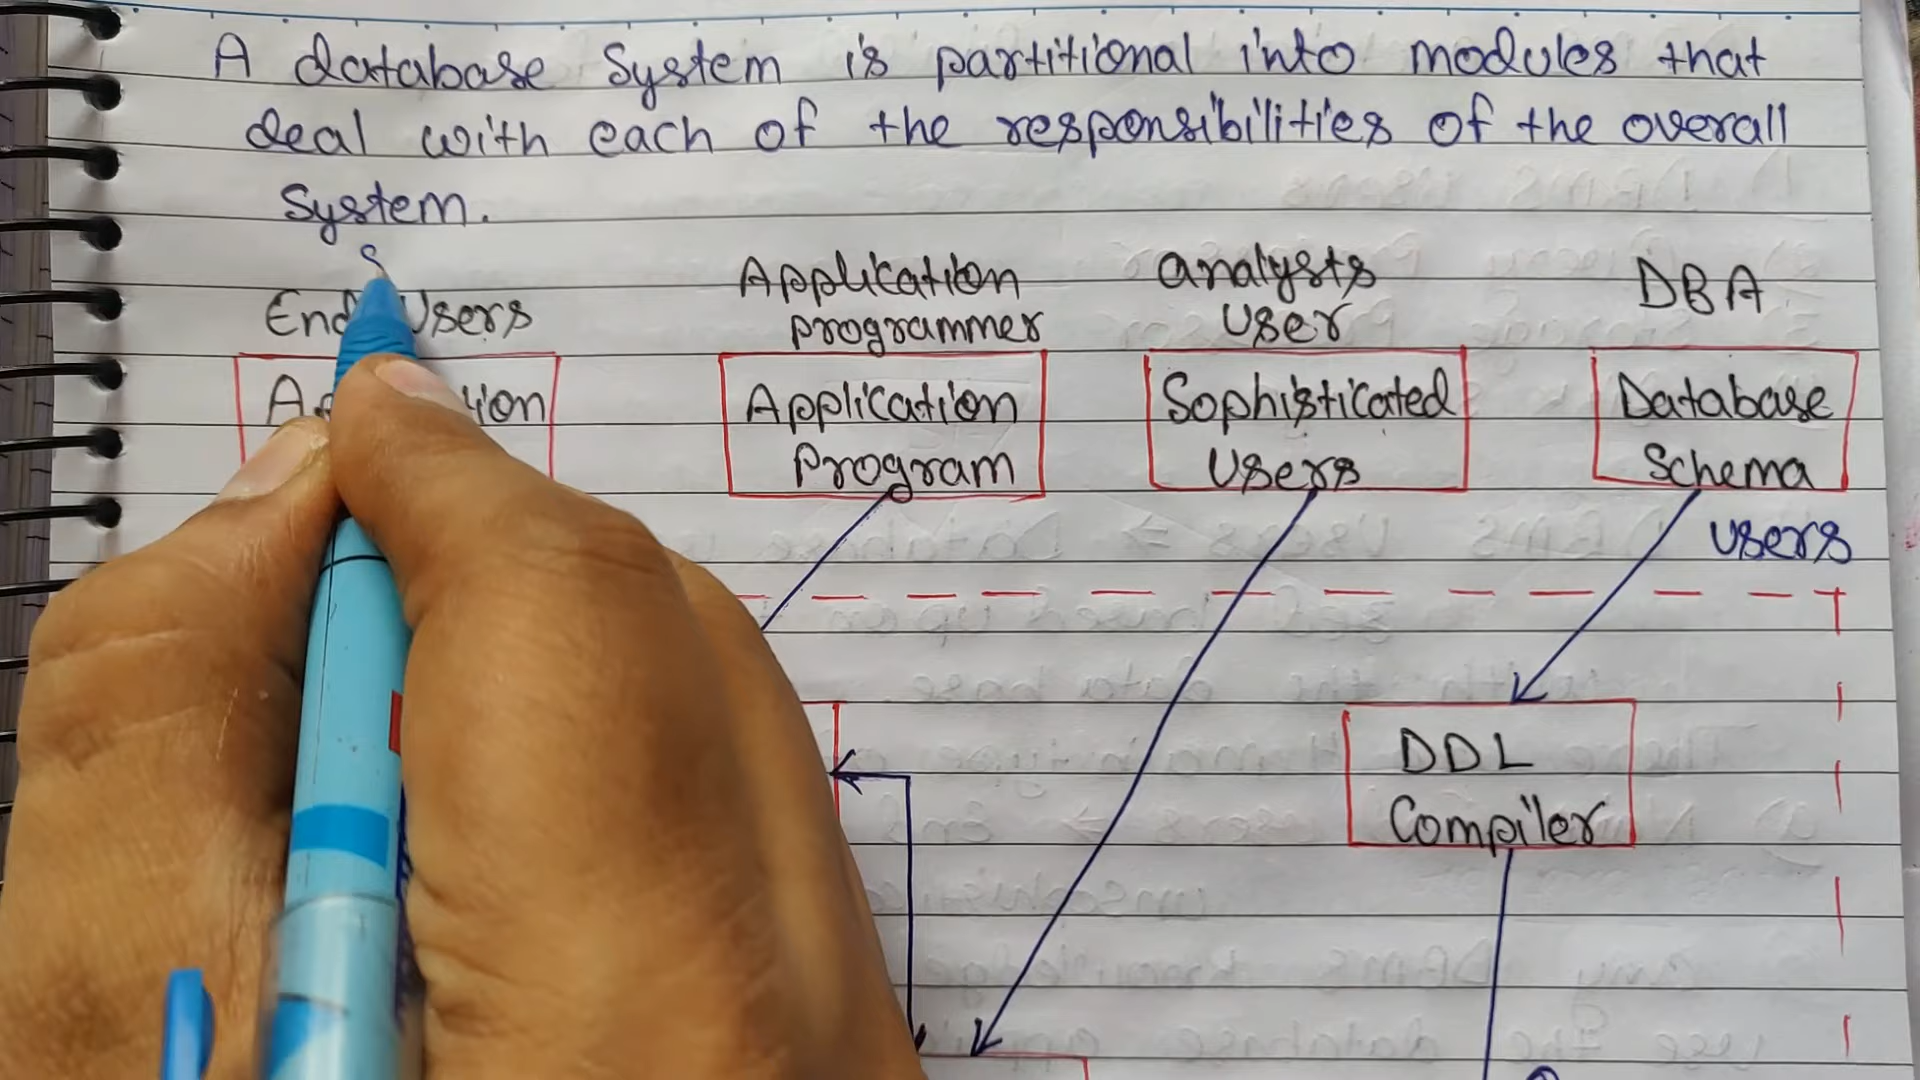 A database System is partitional into modules that
deal with each of the responsibilities of the overall
System.
End Users
Application programmer
analysts User
DBA
Application Program
Sophisticated Users
Database Schema
Users
DDL Compiler